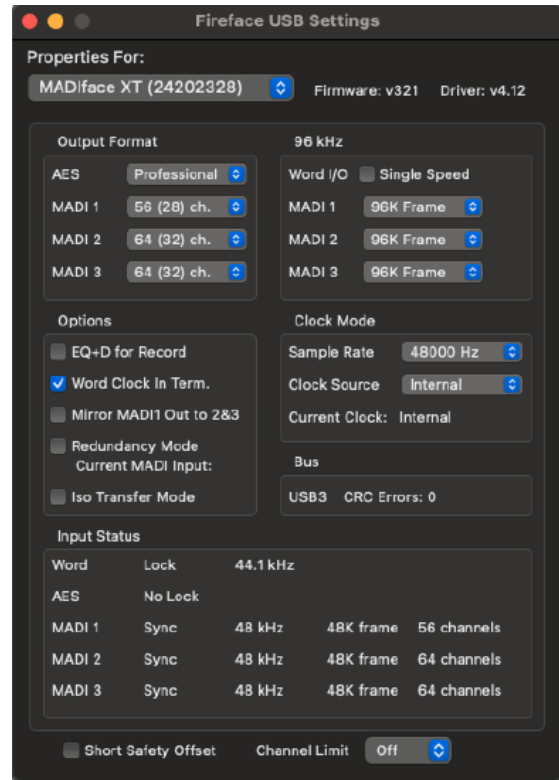 Fireface USB Settings
Properties For:
MADIface XT (24202328) Firmware: v321 Driver: v4.12
Output Format
AES Professional
MADI 1 56 (28) ch.
MADI 2 64 (32) ch.
MADI 3 64 (32) ch.
96 kHz
Word I/O Single Speed
MADI 1 96K Frame
MADI 2 96K Frame
MADI 3 96K Frame
Options
EQ+D for Record
Word Clock In Term.
Mirror MADI1 Out to 2&3
Redundancy Mode
Current MADI Input:
Iso Transfer Mode
Clock Mode
Sample Rate 48000 Hz
Clock Source Internal
Current Clock: Internal
Bus
USB3 CRC Errors: 0
Input Status
Word Lock 44.1 kHz
AES No Lock
MADI 1 Sync 48 kHz 48K frame 56 channels
MADI 2 Sync 48 kHz 48K frame 64 channels
MADI 3 Sync 48 kHz 48K frame 64 channels
Short Safety Offset Channel Limit Off